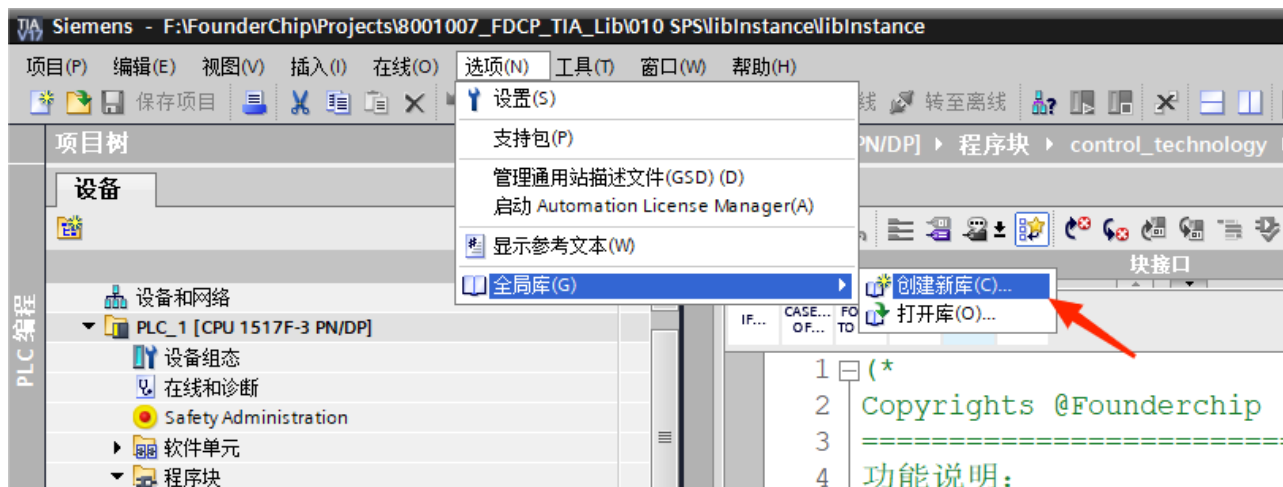 Siemens - F:\FounderChip\Projects\8001007_FDCP_TIA_Lib\010 SPS\libInstance\libInstance
项目(P) 编辑(E) 视图(V) 插入(I) 在线(O) 选项(N) 工具(T) 窗口(W) 帮助(H)
保存项目
线 转至离线
设置(S)
支持包(P)
管理通用站描述文件(GSD) (D)
启动 Automation License Manager(A)
显示参考文本(W)
全局库(G)
创建新库(C)...
打开库(O)...
项目树
PN/DP] 程序块 control_technology
设备
块接口
PLC 编程
设备和网络
PLC_1 [CPU 1517F-3 PN/DP]
设备组态
在线和诊断
Safety Administration
软件单元
程序块
IF... CASE... OF... FO TO
1 (*
2 Copyrights @Founderchip
3 ========================
4 功能说明: